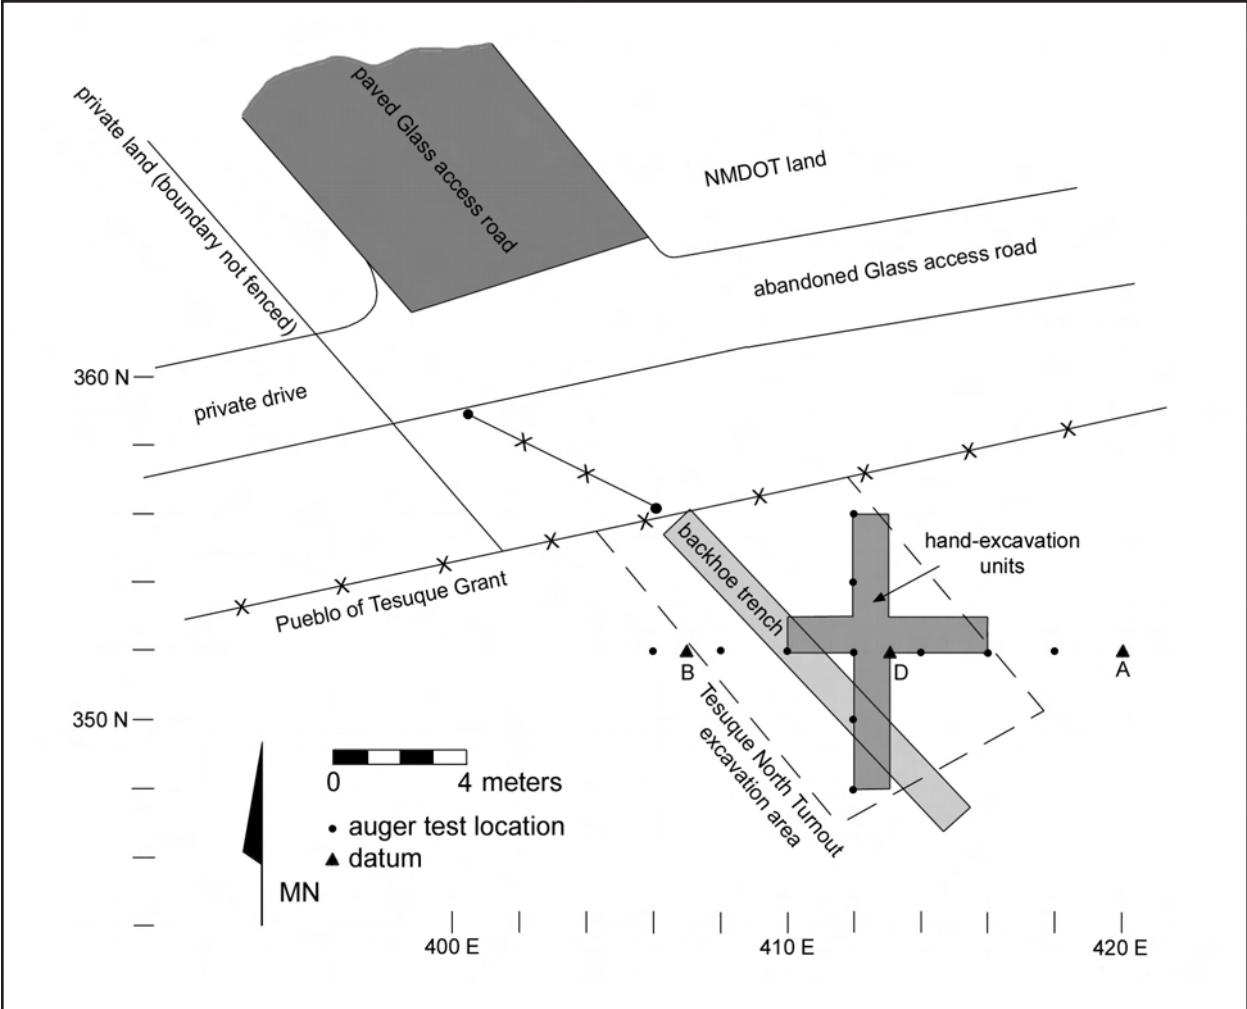 paved Glass access road
private land (boundary not fenced)
NMDOT land
abandoned Glass access road
360 N
private drive
hand-excavation
units
backhoe trench
Pueblo of Tesuque Grant
B
D
A
350 N
Tesuque North Turnout
excavation area
0
4 meters
auger test location
datum
MN
400 E
410 E
420 E